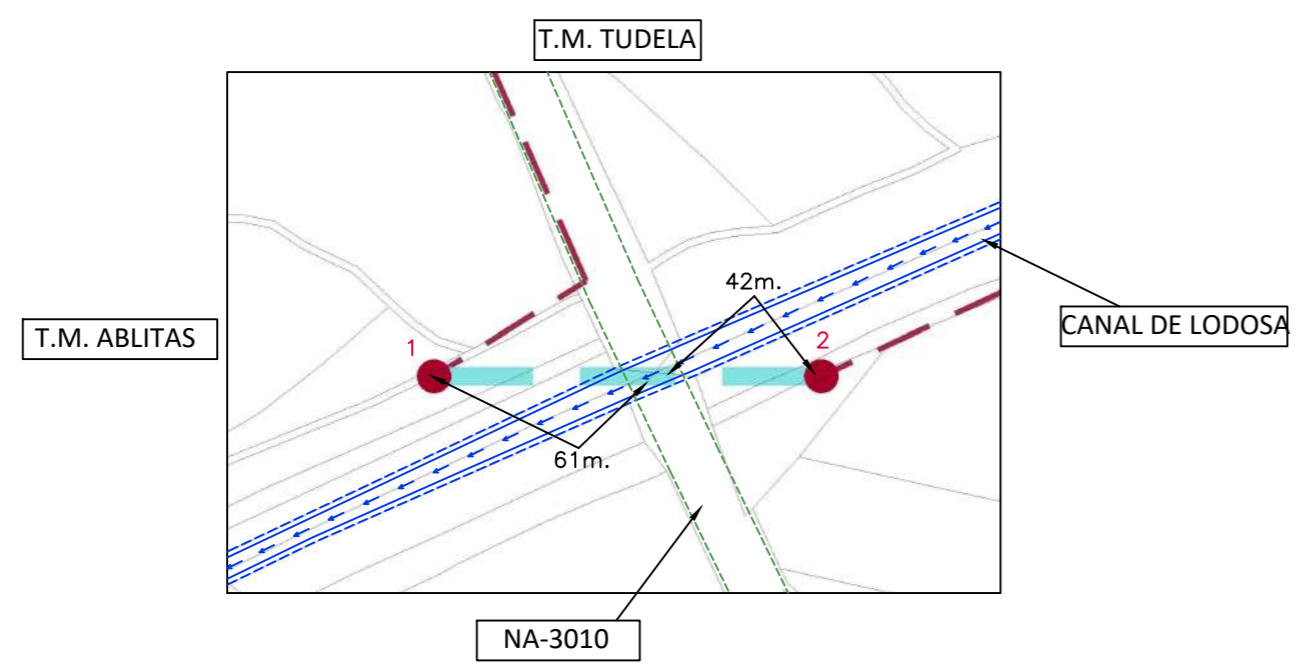 T.M. TUDELA
42m.
T.M. ABLITAS
1
2
CANAL DE LODOSA
61m.
NA-3010